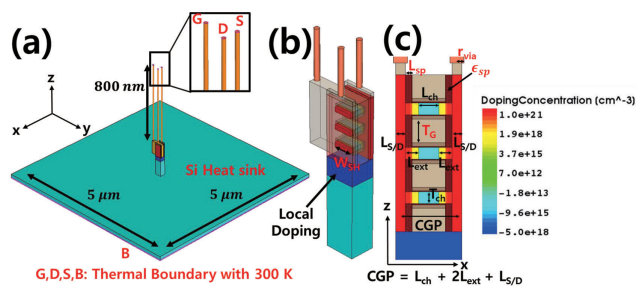 (a)
G
D
S
800 nm
z
x
y
Si Heat sink
5 μm
5 μm
B
G,D,S,B: Thermal Boundary with 300 K
(b)
W_SH
Local
Doping
(c)
r_via
L_sp
ϵ_sp
L_ch
T_G
L_S/D
L_S/D
L_ext
L_ext
T_ch
z
CGP
x
CGP = L_ch + 2L_ext + L_S/D
DopingConcentration (cm^-3)
1.0e+21
1.9e+18
3.7e+15
7.2e+12
-1.8e+13
-9.6e+15
-5.0e+18